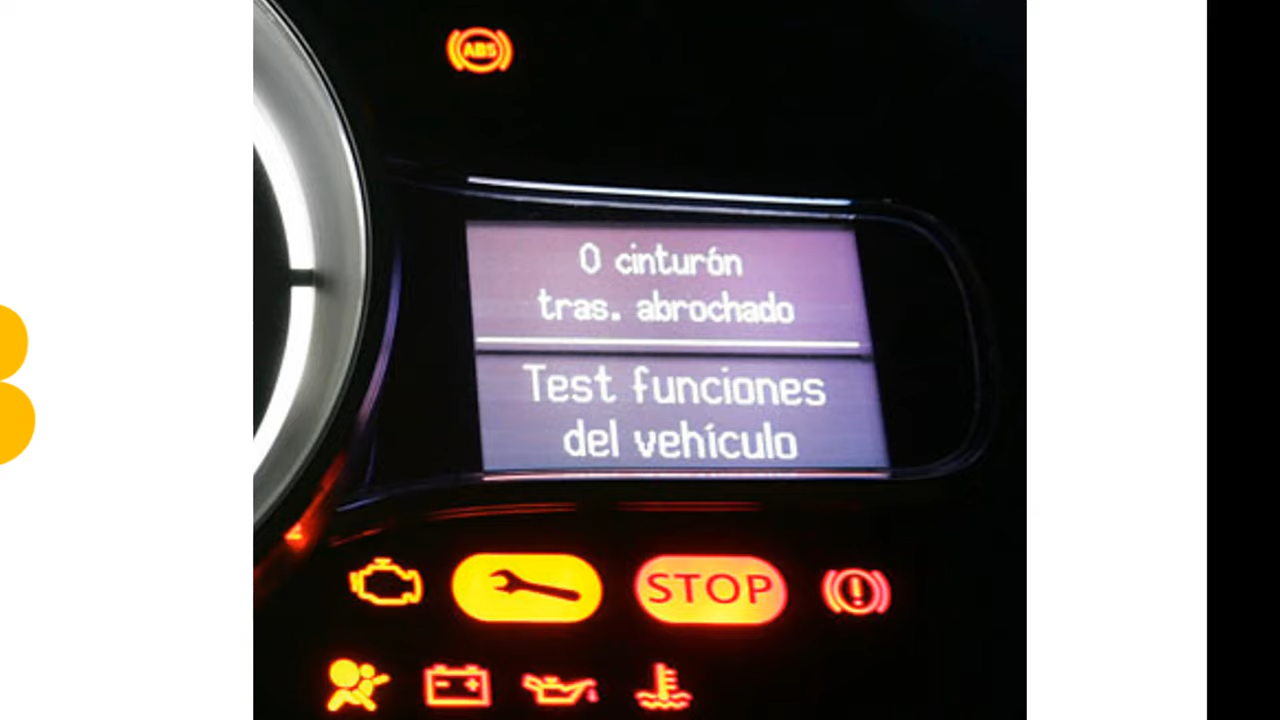 ABS
0 cinturón
tras. abrochado
Test funciones
del vehículo
STOP